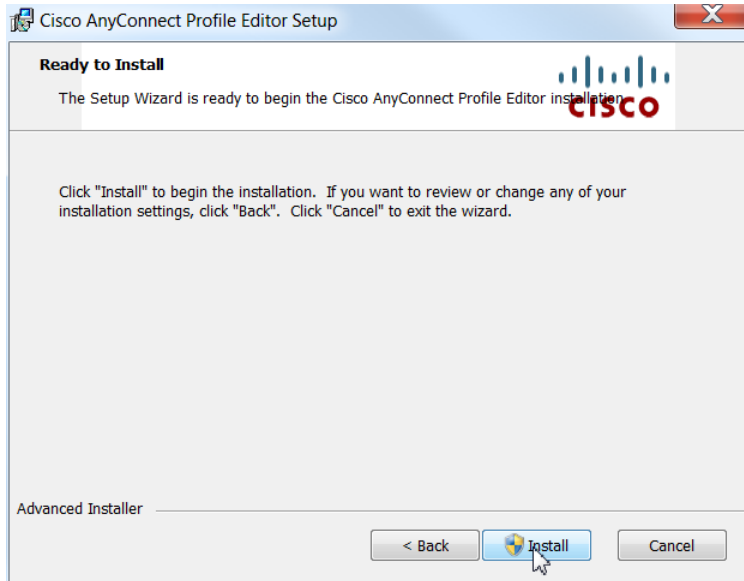 Cisco AnyConnect Profile Editor Setup
Ready to Install
The Setup Wizard is ready to begin the Cisco AnyConnect Profile Editor installation.
CISCO
Click "Install" to begin the installation.  If you want to review or change any of your
installation settings, click "Back".  Click "Cancel" to exit the wizard.
Advanced Installer
< Back
Install
Cancel